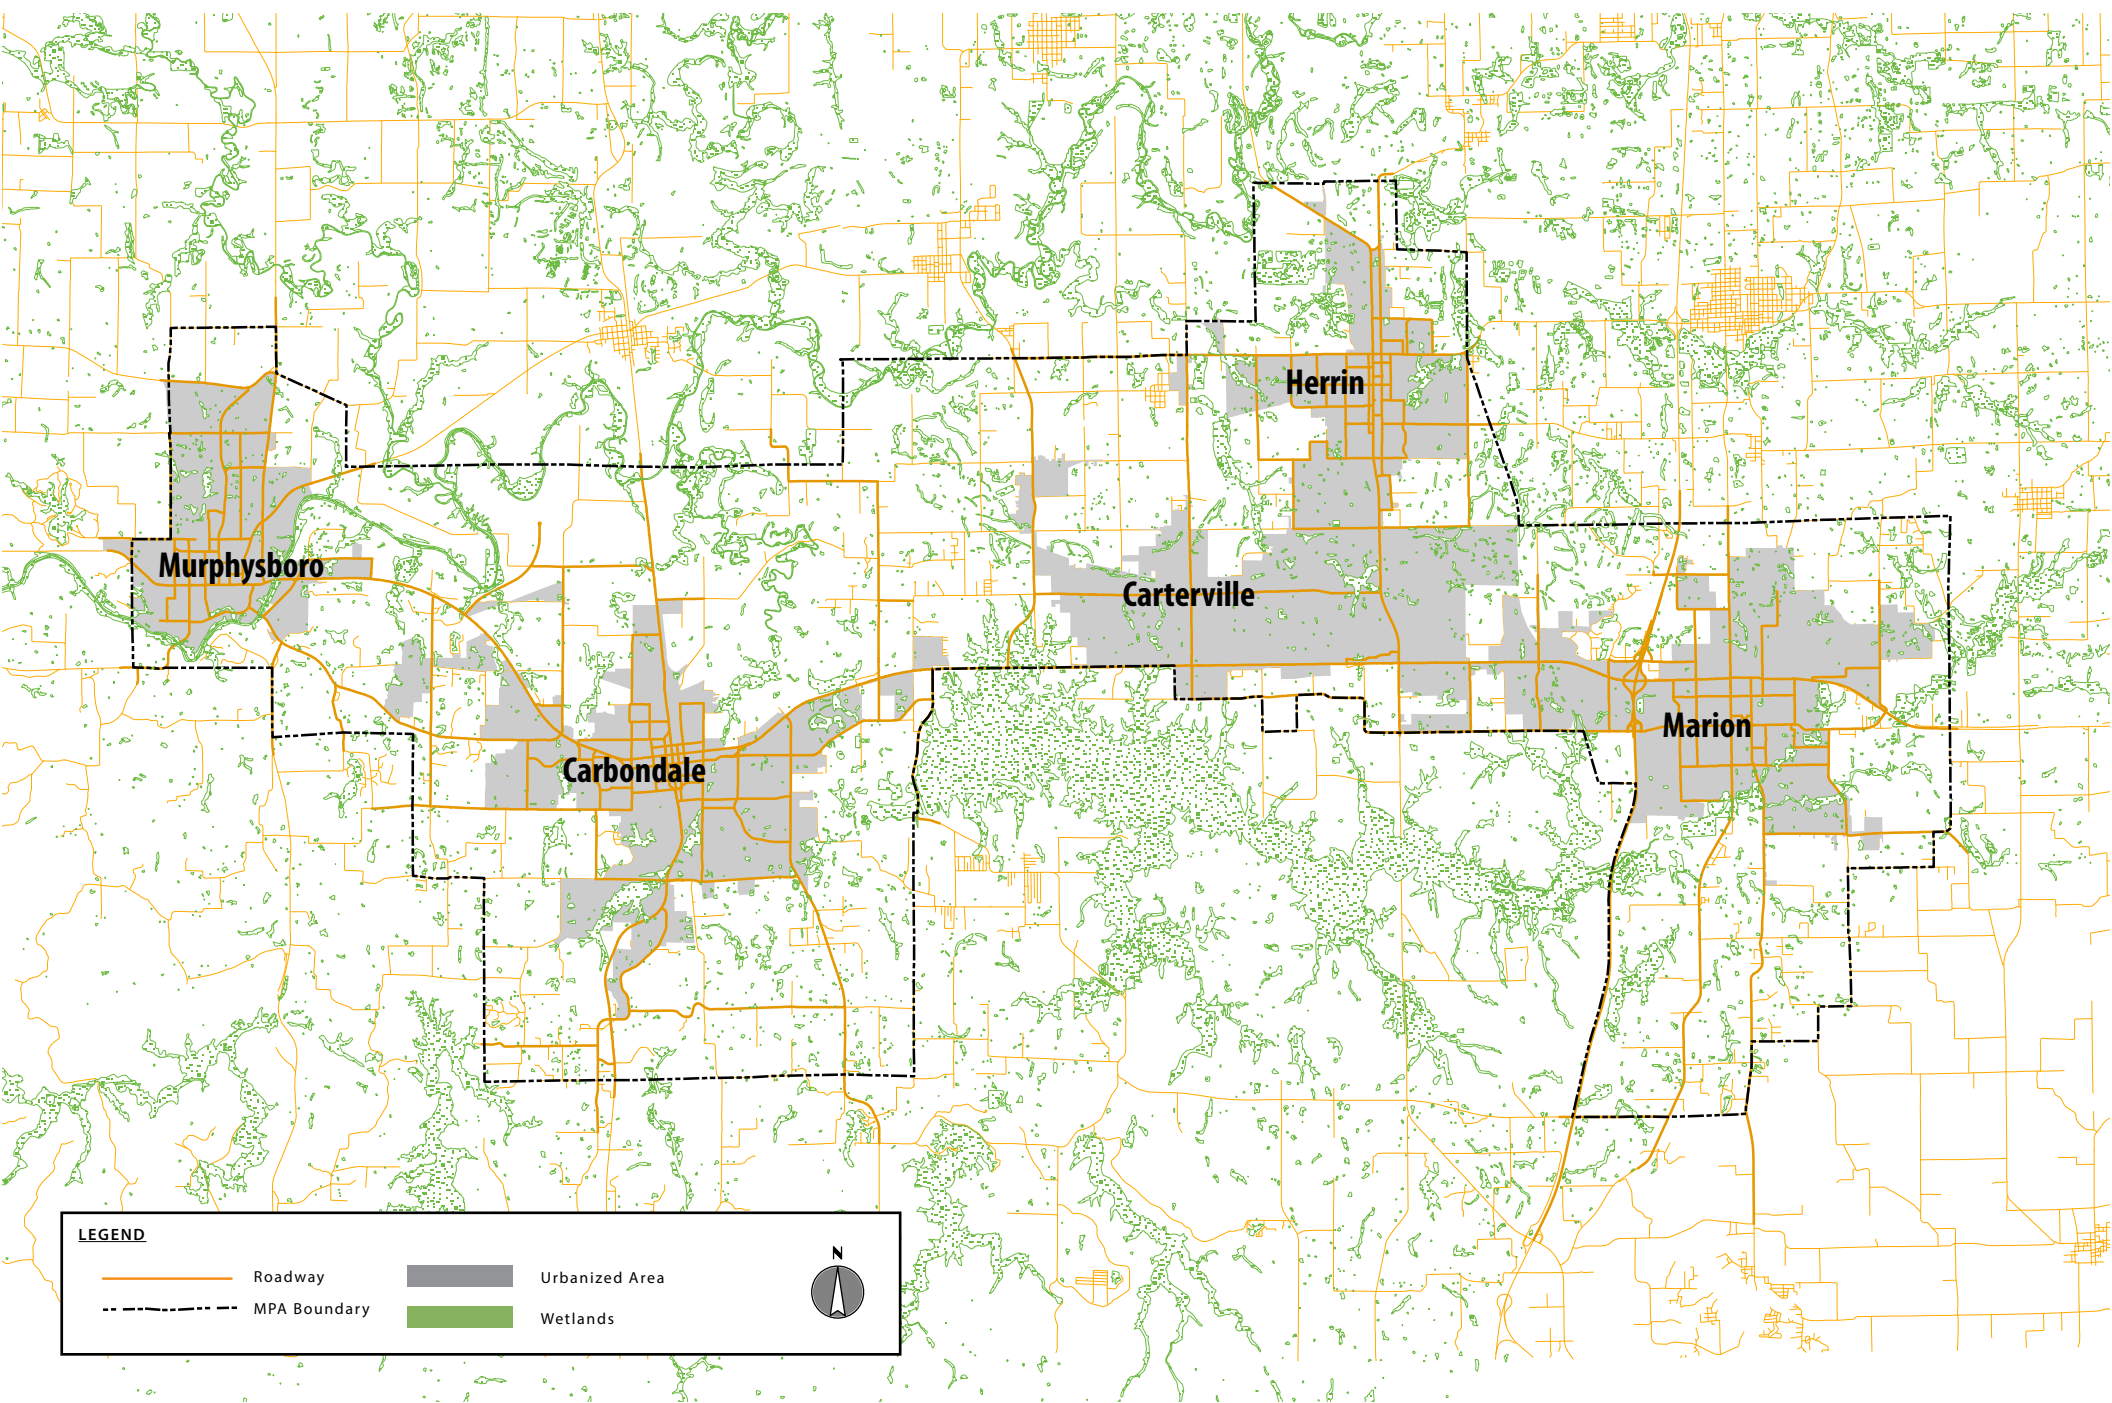 Herrin
Murphysboro
Carterville
Marion
Carbondale
LEGEND
N
Roadway
Urbanized Area
MPA Boundary
Wetlands